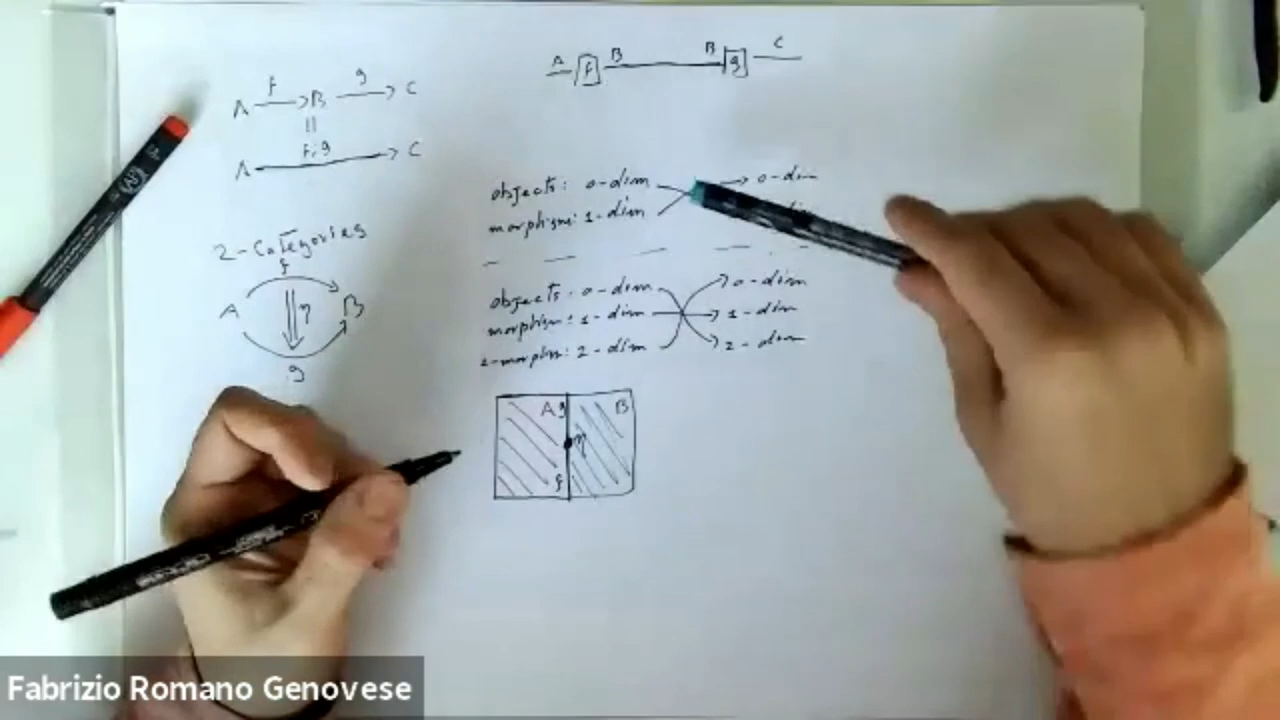 A f B B g C
A f B g C
||
A f;g C
objects: 0-dim 0-dim
morphism: 1-dim
2-Categories
f
A η B
g
objects: 0-dim 0-dim
morphism: 1-dim 1-dim
2-morphism: 2-dim 2-dim
A g B
η
f
Fabrizio Romano Genovese